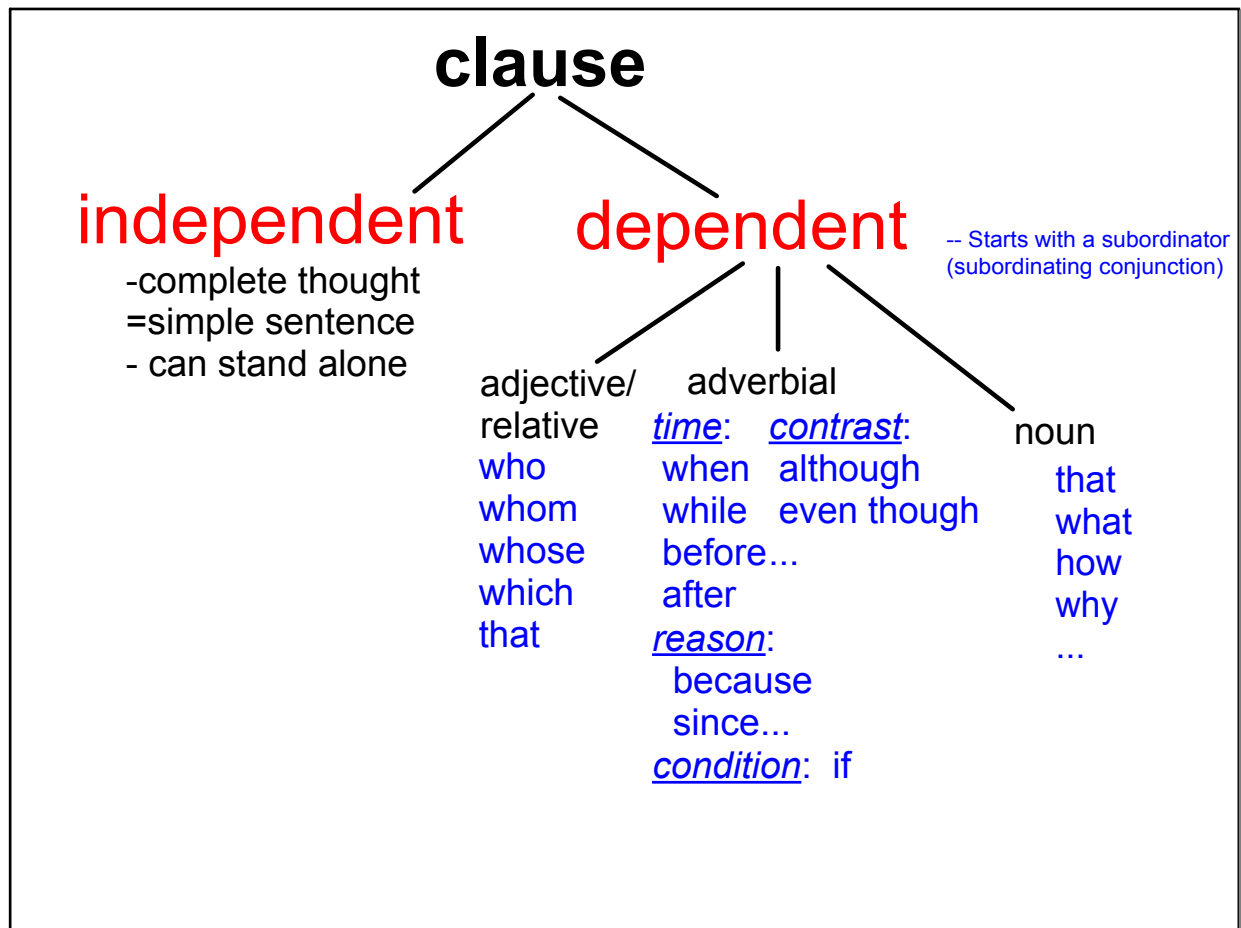 clause
independent
-complete thought
=simple sentence
- can stand alone
dependent
-- Starts with a subordinator
(subordinating conjunction)
adjective/
relative
who
whom
whose
which
that
adverbial
time: contrast:
when although
while even though
before...
after
reason:
because
since...
condition: if
noun
that
what
how
why
...